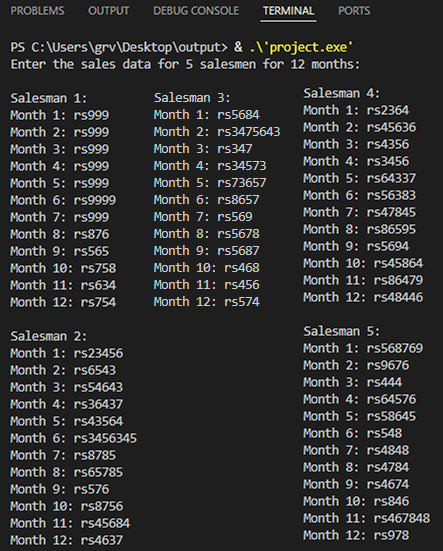 PROBLEMS OUTPUT DEBUG CONSOLE TERMINAL PORTS
PS C:\Users\grv\Desktop\output> & .\'project.exe'
Enter the sales data for 5 salesmen for 12 months:
Salesman 1:
Month 1: rs999
Month 2: rs999
Month 3: rs999
Month 4: rs999
Month 5: rs999
Month 6: rs9999
Month 7: rs999
Month 8: rs876
Month 9: rs565
Month 10: rs758
Month 11: rs634
Month 12: rs754
Salesman 2:
Month 1: rs23456
Month 2: rs6543
Month 3: rs54643
Month 4: rs36437
Month 5: rs43564
Month 6: rs3456345
Month 7: rs8785
Month 8: rs65785
Month 9: rs576
Month 10: rs8756
Month 11: rs45684
Month 12: rs4637
Salesman 3:
Month 1: rs5684
Month 2: rs3475643
Month 3: rs347
Month 4: rs34573
Month 5: rs73657
Month 6: rs8657
Month 7: rs569
Month 8: rs5678
Month 9: rs5687
Month 10: rs468
Month 11: rs456
Month 12: rs574
Salesman 4:
Month 1: rs2364
Month 2: rs45636
Month 3: rs4356
Month 4: rs3456
Month 5: rs64337
Month 6: rs56383
Month 7: rs47845
Month 8: rs86595
Month 9: rs5694
Month 10: rs45864
Month 11: rs86479
Month 12: rs48446
Salesman 5:
Month 1: rs568769
Month 2: rs9676
Month 3: rs444
Month 4: rs64576
Month 5: rs58645
Month 6: rs548
Month 7: rs4848
Month 8: rs4784
Month 9: rs4674
Month 10: rs846
Month 11: rs467848
Month 12: rs978